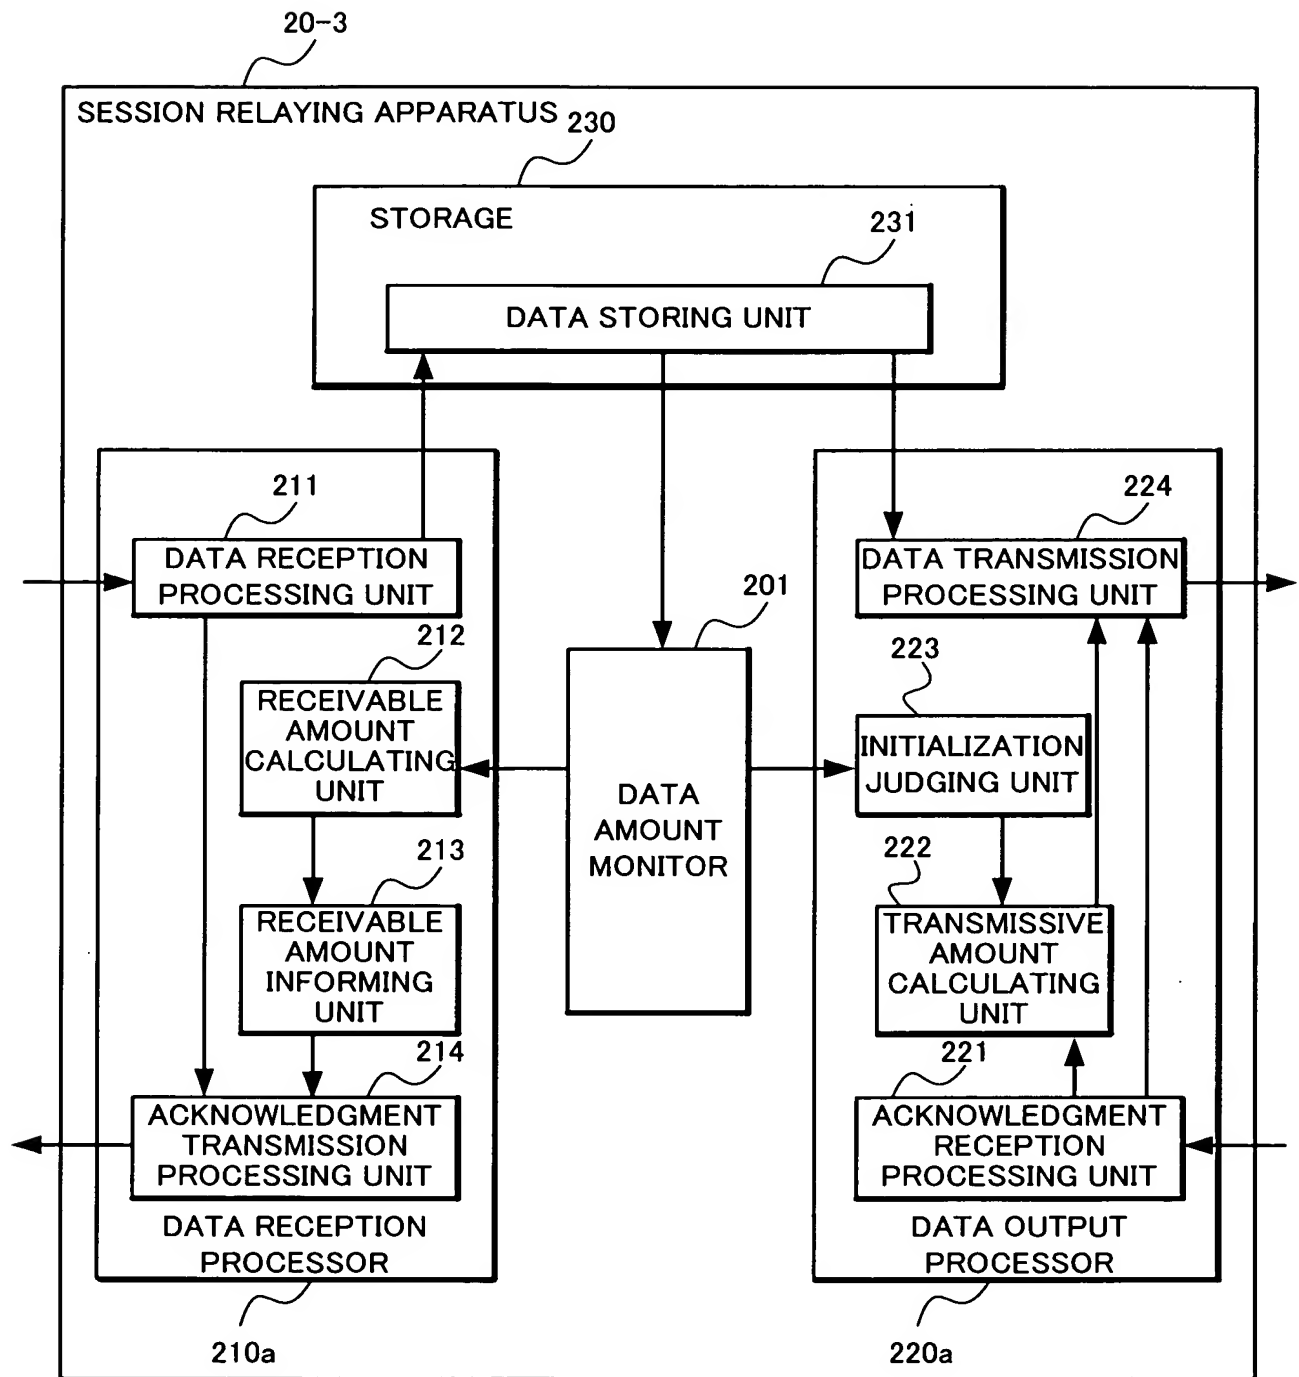 20-3
SESSION RELAYING APPARATUS
230
STORAGE
231
DATA STORING UNIT
211
DATA RECEPTION
PROCESSING UNIT
212
RECEIVABLE
AMOUNT
CALCULATING
UNIT
213
RECEIVABLE
AMOUNT
INFORMING
UNIT
214
ACKNOWLEDGMENT
TRANSMISSION
PROCESSING UNIT
DATA RECEPTION
PROCESSOR
210a
201
DATA
AMOUNT
MONITOR
224
DATA TRANSMISSION
PROCESSING UNIT
223
INITIALIZATION
JUDGING UNIT
222
TRANSMISSIVE
AMOUNT
CALCULATING
UNIT
221
ACKNOWLEDGMENT
RECEPTION
PROCESSING UNIT
DATA OUTPUT
PROCESSOR
220a